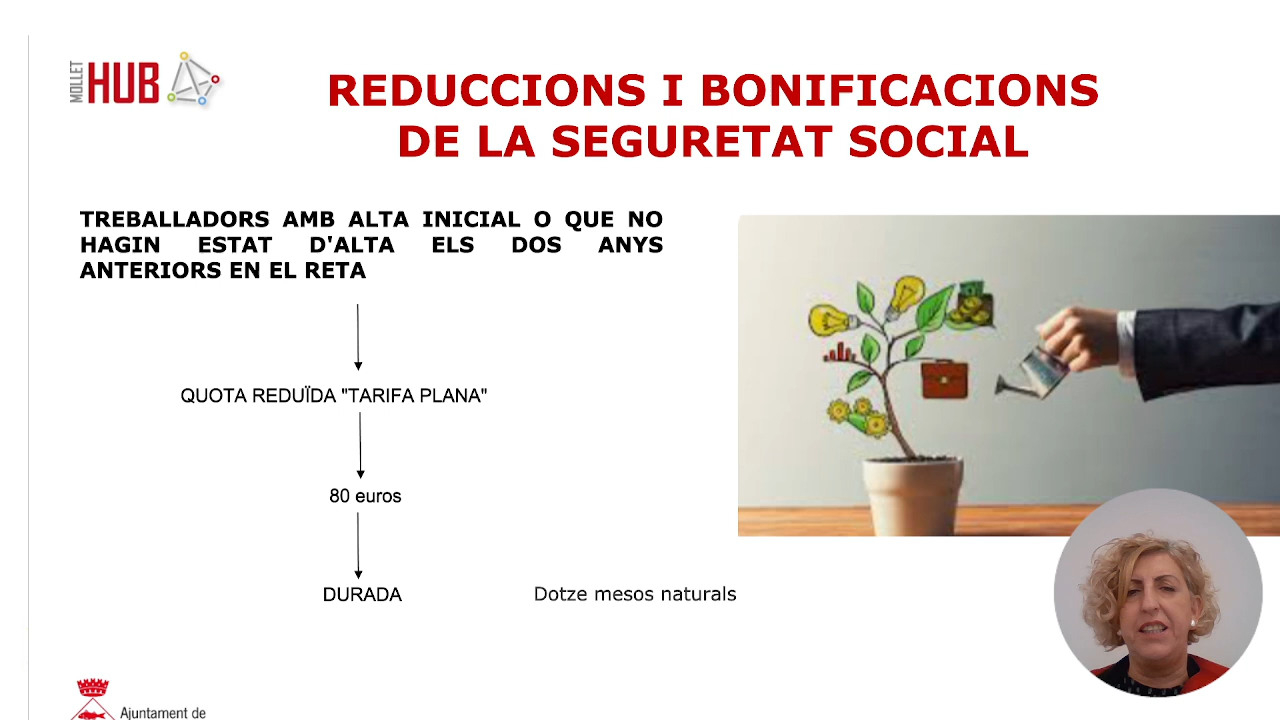 MOLLET
HUB
REDUCCIONS I BONIFICACIONS
DE LA SEGURETAT SOCIAL
TREBALLADORS AMB ALTA INICIAL O QUE NO
HAGIN ESTAT D'ALTA ELS DOS ANYS
ANTERIORS EN EL RETA
QUOTA REDUÏDA "TARIFA PLANA"
80 euros
DURADA
Dotze mesos naturals
Ajuntament de